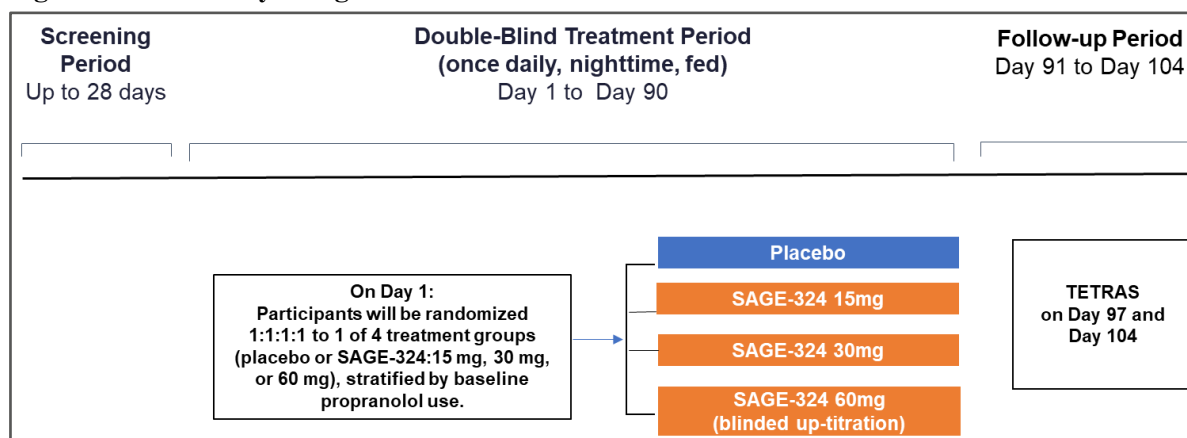 Screening
Period
Up to 28 days
Double-Blind Treatment Period
(once daily, nighttime, fed)
Day 1 to Day 90
Follow-up Period
Day 91 to Day 104
On Day 1:
Participants will be randomized
1:1:1:1 to 1 of 4 treatment groups
(placebo or SAGE-324:15 mg, 30 mg,
or 60 mg), stratified by baseline
propranolol use.
Placebo
SAGE-324 15mg
SAGE-324 30mg
SAGE-324 60mg
(blinded up-titration)
TETRAS
on Day 97 and
Day 104